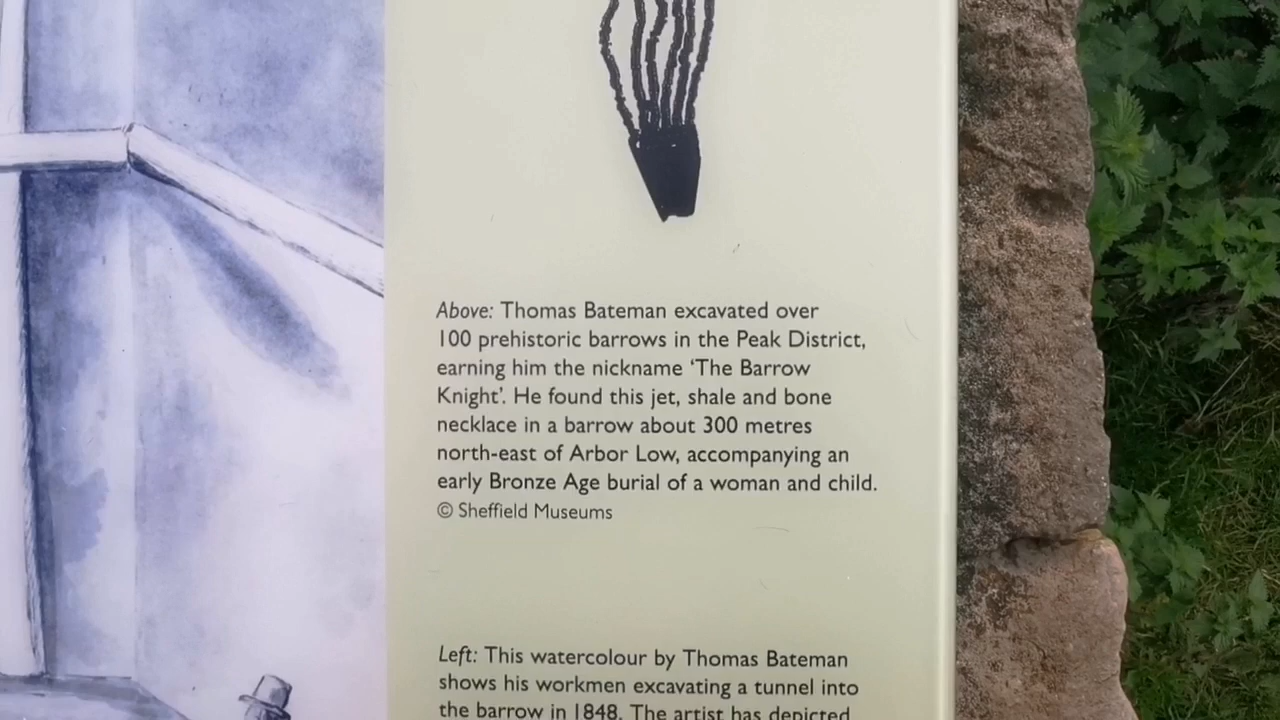 Above: Thomas Bateman excavated over
100 prehistoric barrows in the Peak District,
earning him the nickname ‘The Barrow
Knight’. He found this jet, shale and bone
necklace in a barrow about 300 metres
north-east of Arbor Low, accompanying an
early Bronze Age burial of a woman and child.
© Sheffield Museums
Left: This watercolour by Thomas Bateman
shows his workmen excavating a tunnel into
the barrow in 1848. The artist has depicted